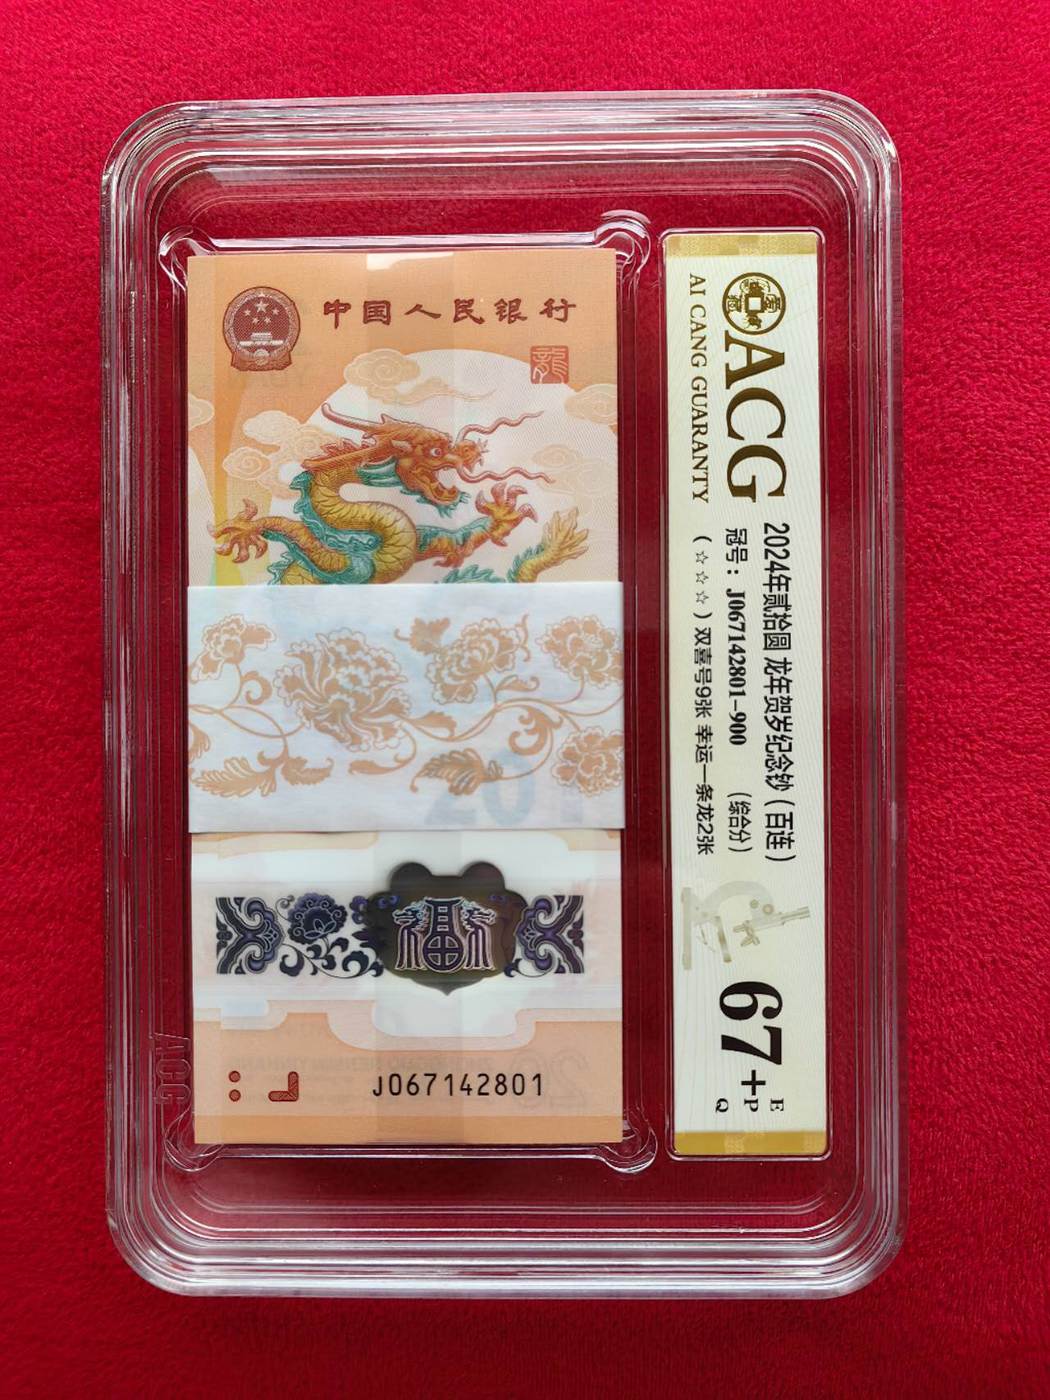 中国人民银行
龍
福
J067142801
ACG
AI CANG GUARANTY
2024年贰拾圆 龙年贺岁纪念钞（百连）
冠号：J067142801-900 （综合分）
（☆☆☆）双喜号9张 幸运一条龙2张
67+
E
P
Q
ACG